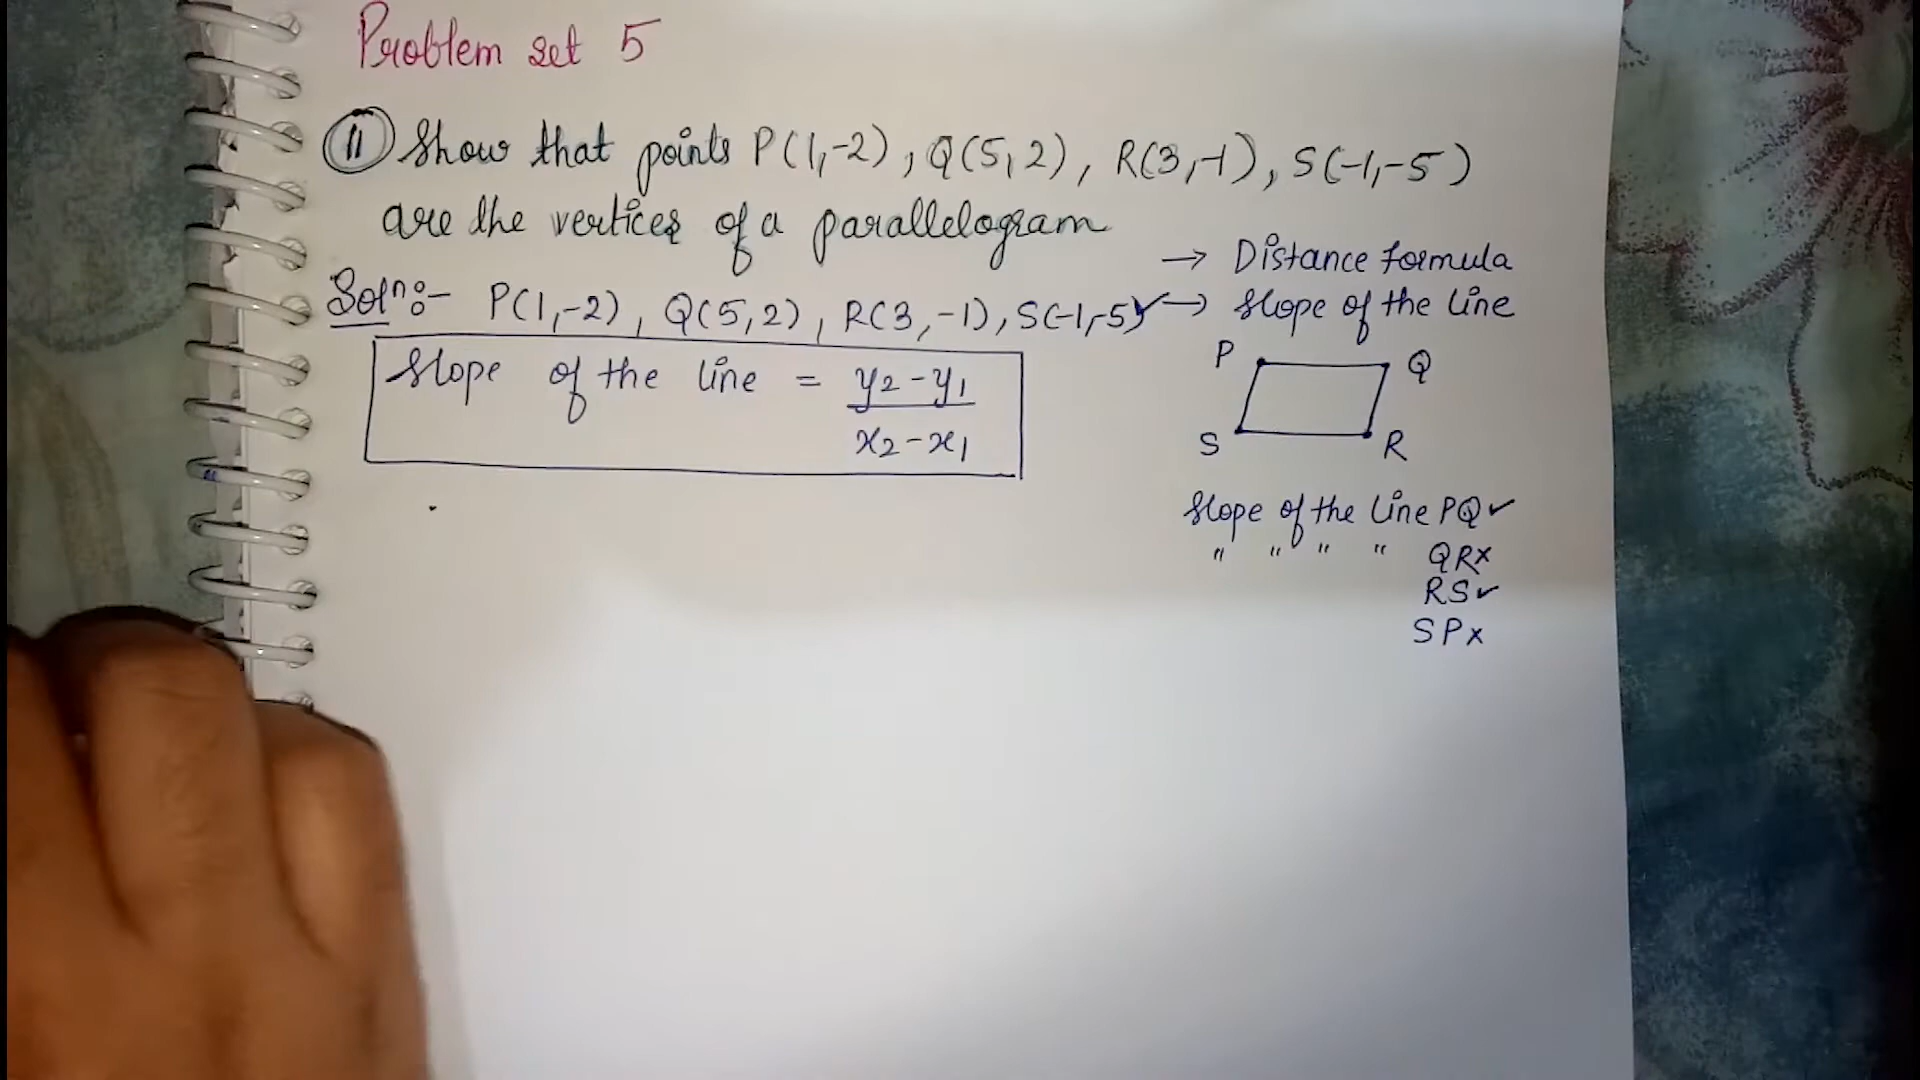 Problem set 5
11 Show that points P(1,-2), Q(5,2), R(3,-1), S(-1,-5)
are the vertices of a parallelogram
→ Distance formula
Soln:- P(1,-2), Q(5,2), R(3,-1), S(-1,-5)
✓→ Slope of the line
Slope of the line = y2-y1
x2-x1
P Q
S R
Slope of the line PQ ✓
" " " " QR x
RS ✓
SP x